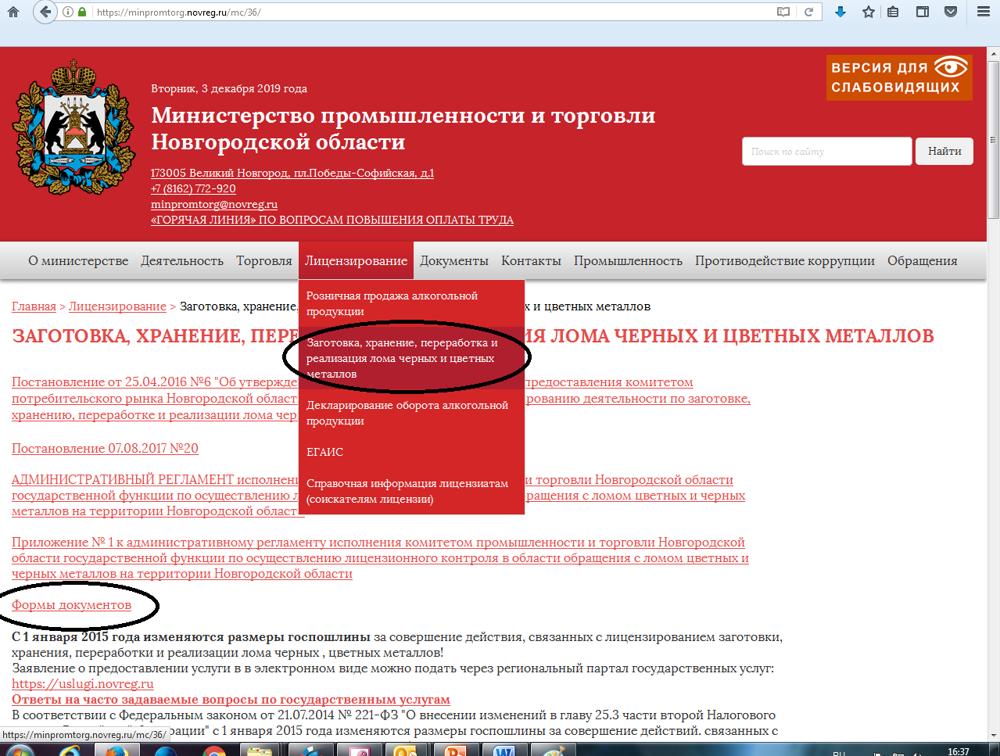 https://minpromtorg.novreg.ru/mc/36/
ВЕРСИЯ ДЛЯ
СЛАБОВИДЯЩИХ
Вторник, 3 декабря 2019 года
Министерство промышленности и торговли
Новгородской области
Поиск по сайту
Найти
173005 Великий Новгород, пл.Победы-Софийская, д.1
+7 (8162) 772-920
minpromtorg@novreg.ru
«ГОРЯЧАЯ ЛИНИЯ» ПО ВОПРОСАМ ПОВЫШЕНИЯ ОПЛАТЫ ТРУДА
О министерстве Деятельность Торговля Лицензирование Документы Контакты Промышленность Противодействие коррупции Обращения
Розничная продажа алкогольной
продукции
Заготовка, хранение, переработка и
реализация лома черных и цветных
металлов
Декларирование оборота алкогольной
продукции
ЕГАИС
Справочная информация лицензиатам
(соискателям лицензии)
Главная > Лицензирование > Заготовка, хранение, х и цветных металлов
ЗАГОТОВКА, ХРАНЕНИЕ, ПЕРЕ ИЯ ЛОМА ЧЕРНЫХ И ЦВЕТНЫХ МЕТАЛЛОВ
Постановление от 25.04.2016 №6 "Об утвержде предоставления комитетом
потребительского рынка Новгородской област рованию деятельности по заготовке,
хранению, переработке и реализации лома чер
Постановление 07.08.2017 №20
АДМИНИСТРАТИВНЫЙ РЕГЛАМЕНТ исполнени и торговли Новгородской области
государственной функции по осуществлению л ращения с ломом цветных и черных
металлов на территории Новгородской област
Приложение № 1 к административному регламенту исполнения комитетом промышленности и торговли Новгородской
области государственной функции по осуществлению лицензионного контроля в области обращения с ломом цветных и
черных металлов на территории Новгородской области
Формы документов
С 1 января 2015 года изменяются размеры госпошлины за совершение действия, связанных с лицензированием заготовки,
хранения, переработки и реализации лома черных , цветных металлов!
Заявление о предоставлении услуги в в электронном виде можно подать через региональный партал государственных услуг:
https://uslugi.novreg.ru
Ответы на часто задаваемые вопросы по государственным услугам
В соответствии с Федеральным законом от 21.07.2014 № 221-ФЗ "О внесении изменений в главу 25.3 части второй Налогового
рации" с 1 января 2015 года изменяются размеры госпошлины за совершение действий. связанных с
https://minpromtorg.novreg.ru/mc/36/
RU
16:37